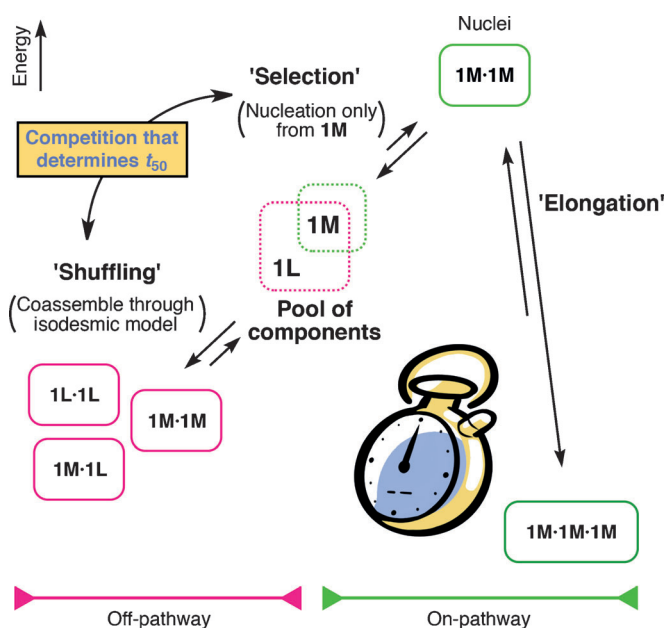 Energy
Nuclei
1M·1M
'Selection'
(Nucleation only
from 1M)
Competition that
determines t50
1M
1L
'Elongation'
'Shuffling'
(Coassemble through
isodesmic model)
Pool of
components
1L·1L
1M·1M
1M·1L
1M·1M·1M
Off-pathway
On-pathway